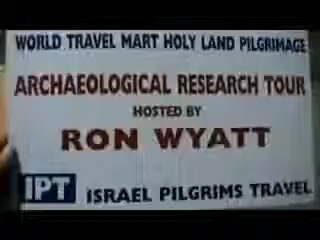 WORLD TRAVEL MART HOLY LAND PILGRIMAGE
ARCHAEOLOGICAL RESEARCH TOUR
HOSTED BY
RON WYATT
IPT ISRAEL PILGRIMS TRAVEL